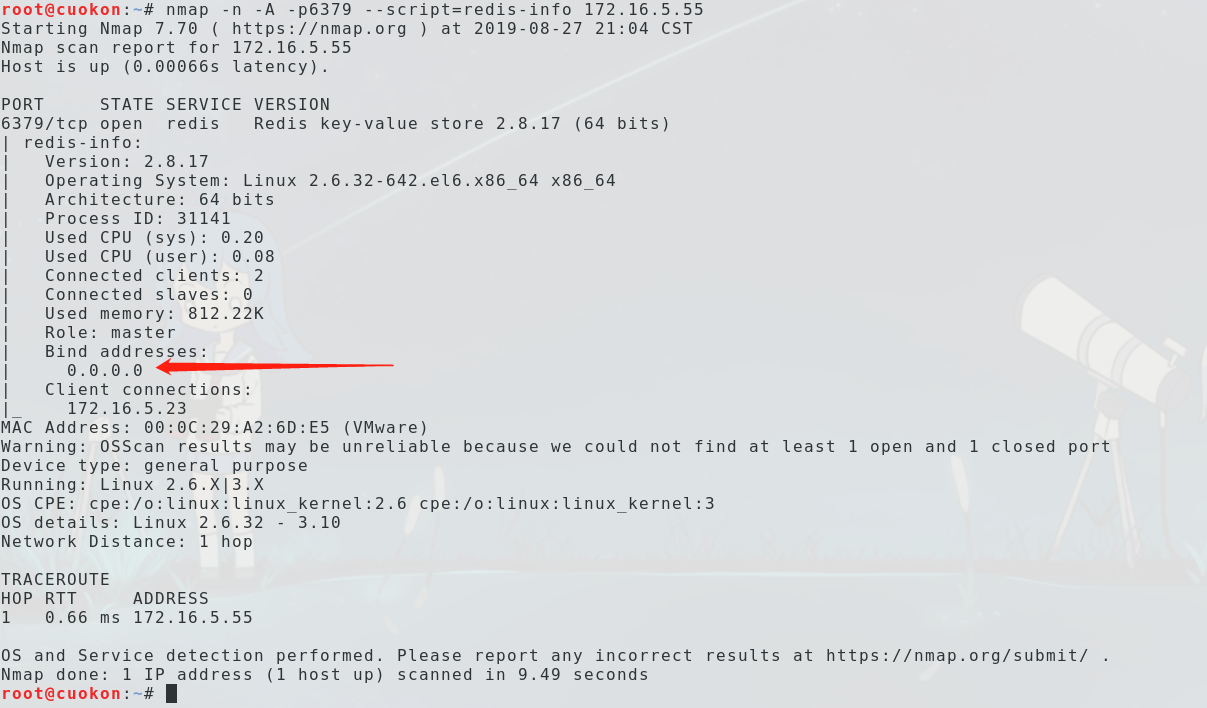 root@cuokon:~# nmap -n -A -p6379 --script=redis-info 172.16.5.55
Starting Nmap 7.70 ( https://nmap.org ) at 2019-08-27 21:04 CST
Nmap scan report for 172.16.5.55
Host is up (0.00066s latency).

PORT     STATE SERVICE VERSION
6379/tcp open  redis   Redis key-value store 2.8.17 (64 bits)
| redis-info:
|   Version: 2.8.17
|   Operating System: Linux 2.6.32-642.el6.x86_64 x86_64
|   Architecture: 64 bits
|   Process ID: 31141
|   Used CPU (sys): 0.20
|   Used CPU (user): 0.08
|   Connected clients: 2
|   Connected slaves: 0
|   Used memory: 812.22K
|   Role: master
|   Bind addresses:
|     0.0.0.0
|   Client connections:
|_    172.16.5.23
MAC Address: 00:0C:29:A2:6D:E5 (VMware)
Warning: OSScan results may be unreliable because we could not find at least 1 open and 1 closed port
Device type: general purpose
Running: Linux 2.6.X|3.X
OS CPE: cpe:/o:linux:linux_kernel:2.6 cpe:/o:linux:linux_kernel:3
OS details: Linux 2.6.32 - 3.10
Network Distance: 1 hop

TRACEROUTE
HOP RTT     ADDRESS
1   0.66 ms 172.16.5.55

OS and Service detection performed. Please report any incorrect results at https://nmap.org/submit/ .
Nmap done: 1 IP address (1 host up) scanned in 9.49 seconds
root@cuokon:~#